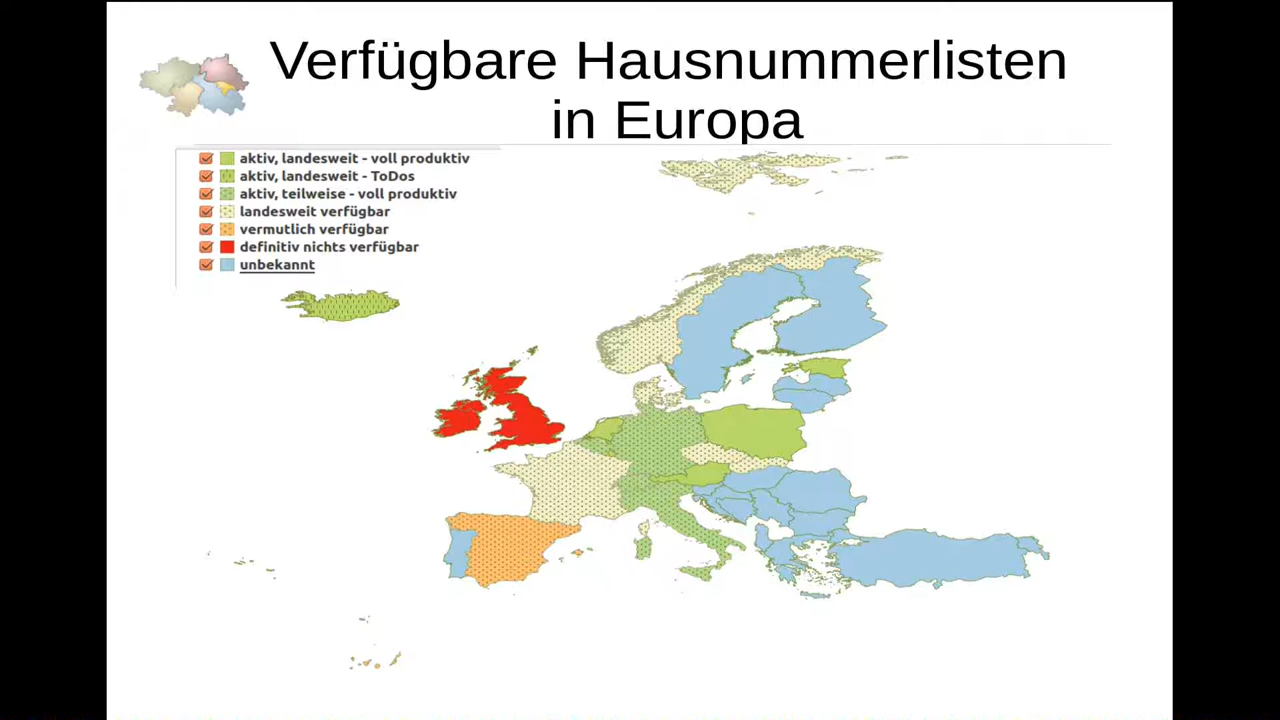 Verfügbare Hausnummerlisten
in Europa
aktiv, landesweit - voll produktiv
aktiv, landesweit - ToDos
aktiv, teilweise - voll produktiv
landesweit verfügbar
vermutlich verfügbar
definitiv nichts verfügbar
unbekannt